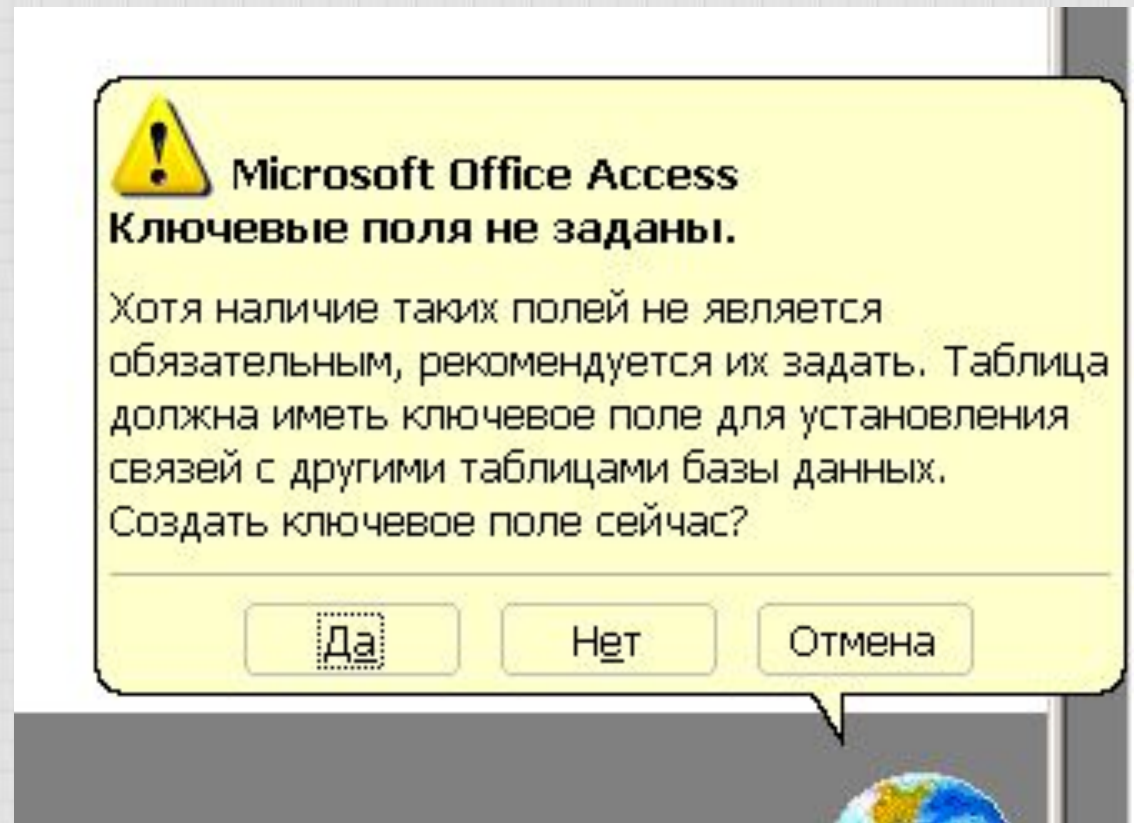 Microsoft Office Access
Ключевые поля не заданы.
Хотя наличие таких полей не является
обязательным, рекомендуется их задать. Таблица
должна иметь ключевое поле для установления
связей с другими таблицами базы данных.
Создать ключевое поле сейчас?
Да Нет Отмена